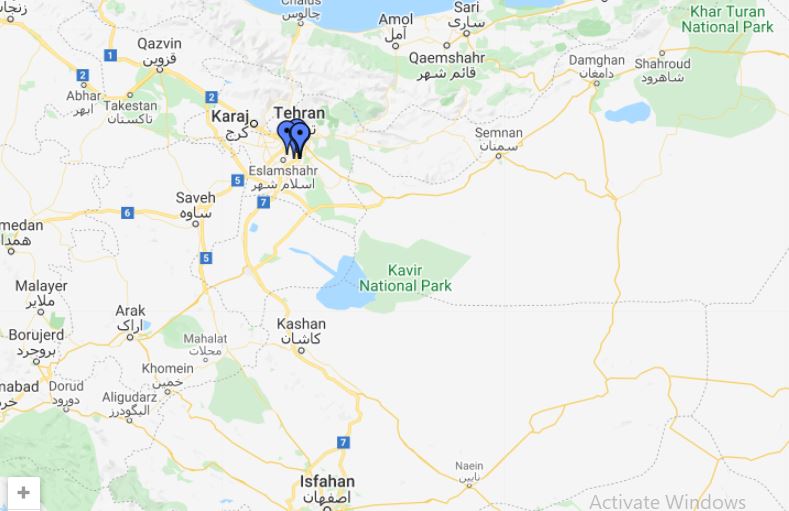 Chalus
چالوس
زنجان
Khar Turan
National Park
Sari
ساری
Amol
آمل
Qazvin
قزوین
1
Qaemshahr
قائم شهر
Damghan
دامغان
Shahroud
شاهرود
2
Abhar
ابهر
Takestan
تاکستان
2
Karaj
کرج
Tehran
Semnan
سمنان
Eslamshahr
اسلام شهر
5
7
Saveh
ساوه
6
medan
همدا
5
Kavir
National Park
Malayer
ملایر
Arak
اراک
Kashan
کاشان
Borujerd
بروجرد
Mahalat
محلات
Khomein
خمین
mabad
خر
Dorud
دورود
Aligudarz
الیگودرز
7
Naein
نایین
Isfahan
اصفهان
+
Activate Windows